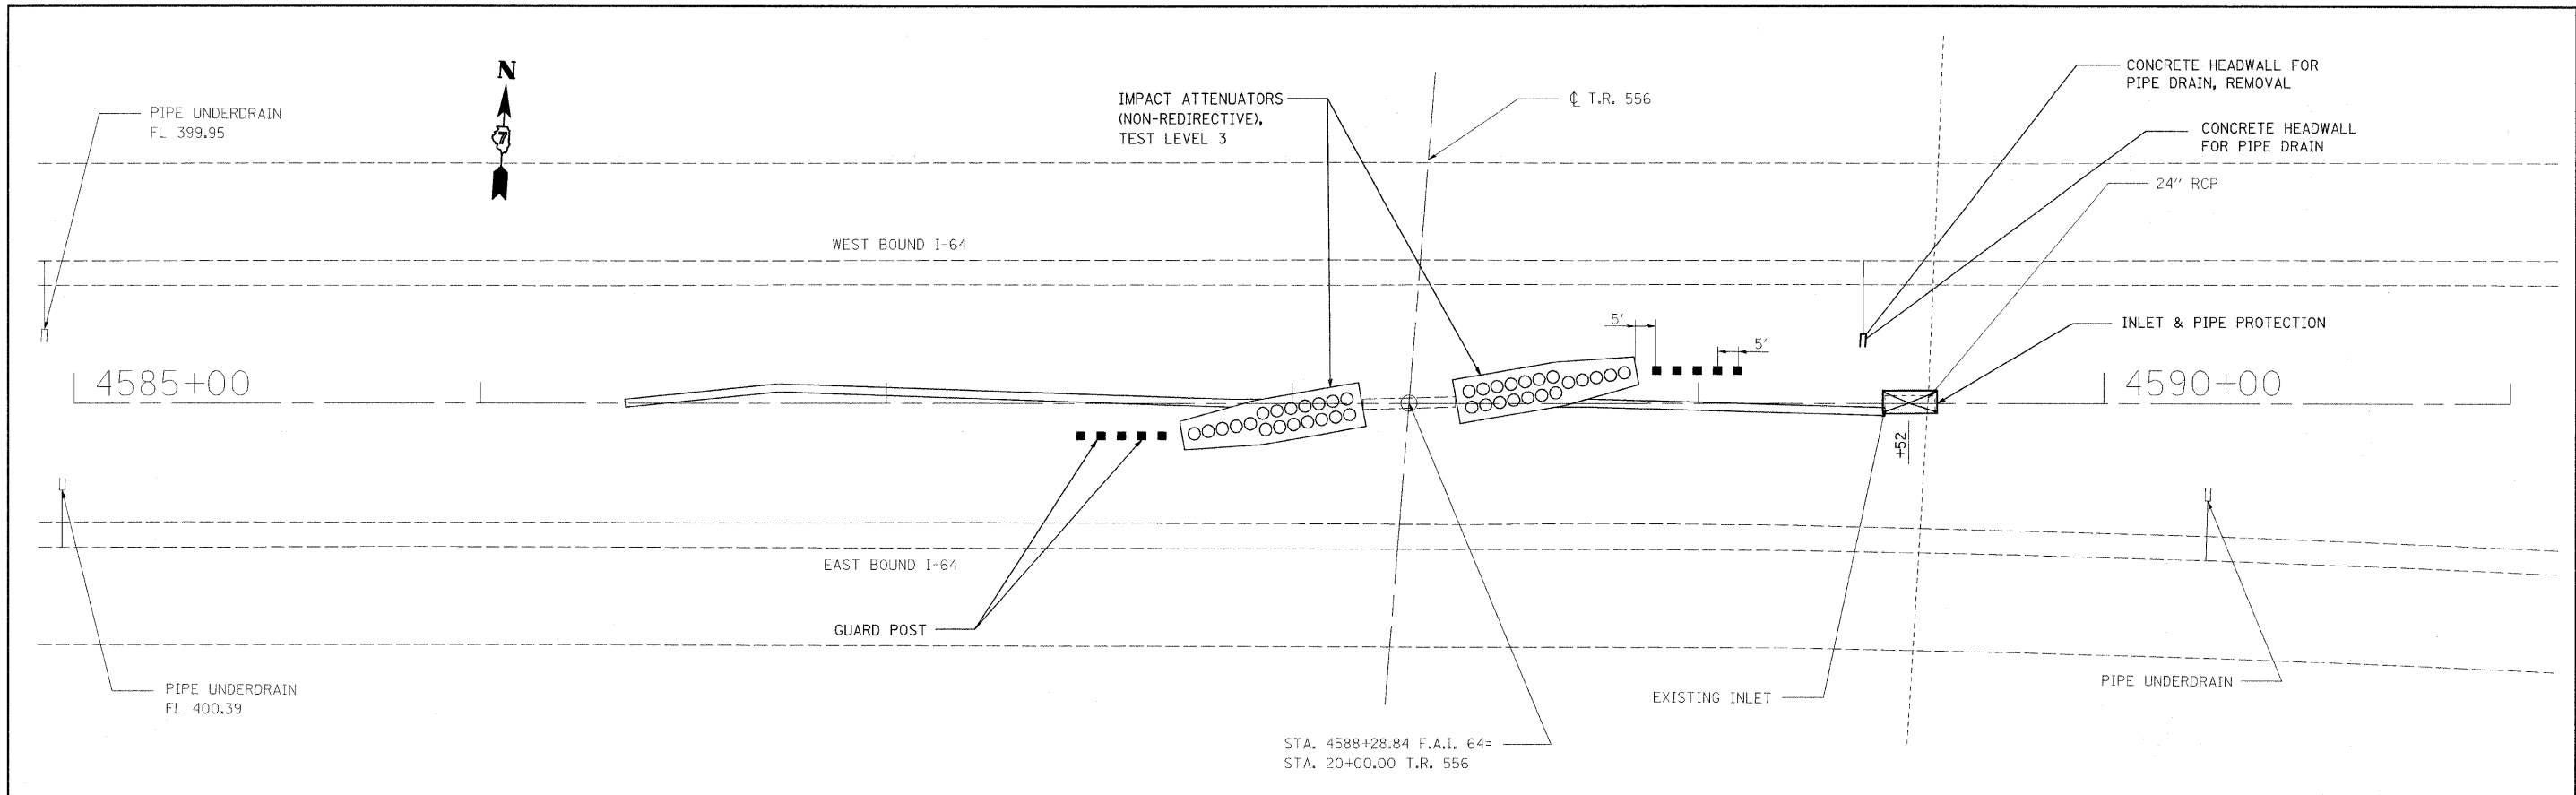 N
7
PIPE UNDERDRAIN
FL 399.95
IMPACT ATTENUATORS
(NON-REDIRECTIVE),
TEST LEVEL 3
℄ T.R. 556
CONCRETE HEADWALL FOR
PIPE DRAIN, REMOVAL
CONCRETE HEADWALL
FOR PIPE DRAIN
24" RCP
WEST BOUND I-64
5'
5'
INLET & PIPE PROTECTION
4585+00
4590+00
+52
EAST BOUND I-64
GUARD POST
PIPE UNDERDRAIN
FL 400.39
EXISTING INLET
PIPE UNDERDRAIN
STA. 4588+28.84 F.A.I. 64=
STA. 20+00.00 T.R. 556